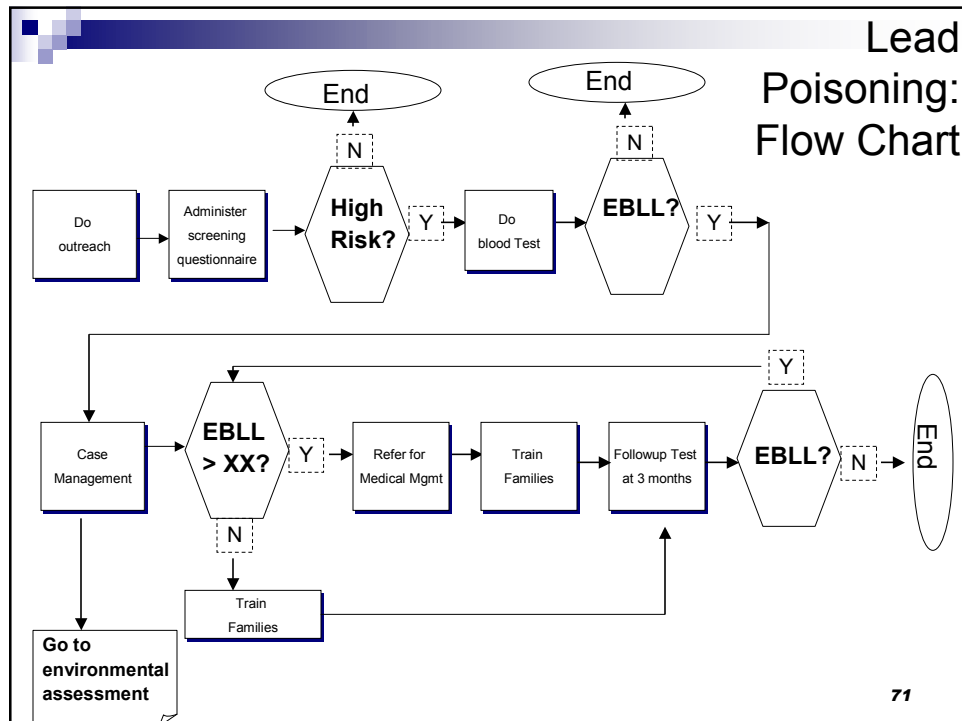 Lead
Poisoning:
Flow Chart
End
End
N
N
Do
outreach
Administer
screening
questionnaire
High
Risk?
Y
Do
blood Test
EBLL?
Y
Y
Case
Management
EBLL
> XX?
Y
Refer for
Medical Mgmt
Train
Families
Followup Test
at 3 months
EBLL?
N
End
N
Train
Families
Go to
environmental
assessment
71